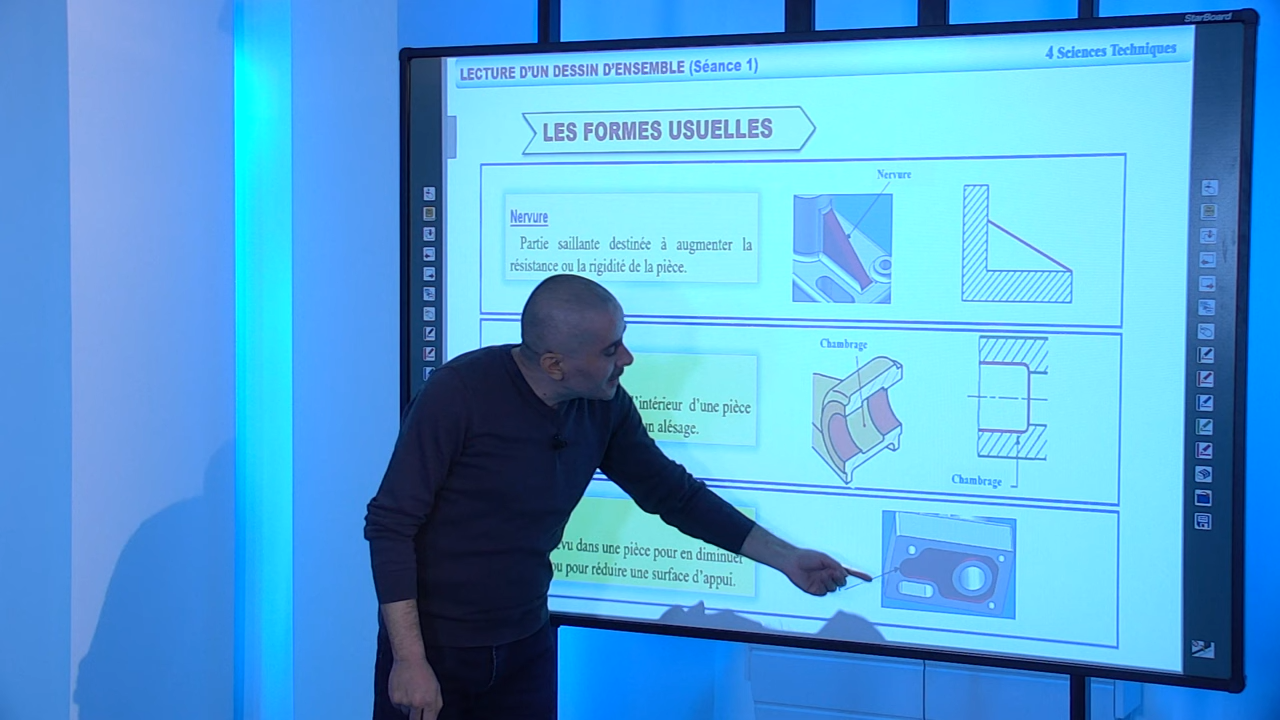 StarBoard
LECTURE D'UN DESSIN D'ENSEMBLE (Séance 1)
4 Sciences Techniques
LES FORMES USUELLES
Nervure
Partie saillante destinée à augmenter la
résistance ou la rigidité de la pièce.
Nervure
l'intérieur d'une pièce
un alésage.
Chambrage
Chambrage
dans une pièce pour en diminuer
ou pour réduire une surface d'appui.